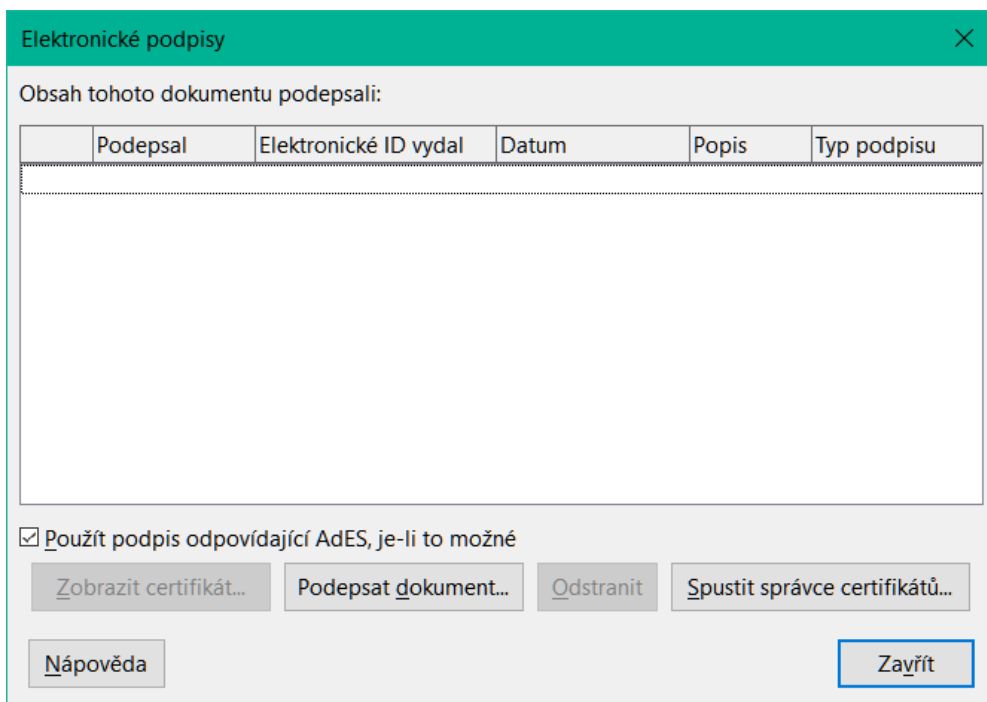 Elektronické podpisy
Obsah tohoto dokumentu podepsali:
Podepsal Elektronické ID vydal Datum Popis Typ podpisu
Použít podpis odpovídající AdES, je-li to možné
Zobrazit certifikát... Podepsat dokument... Odstranit Spustit správce certifikátů...
Nápověda Zavřít